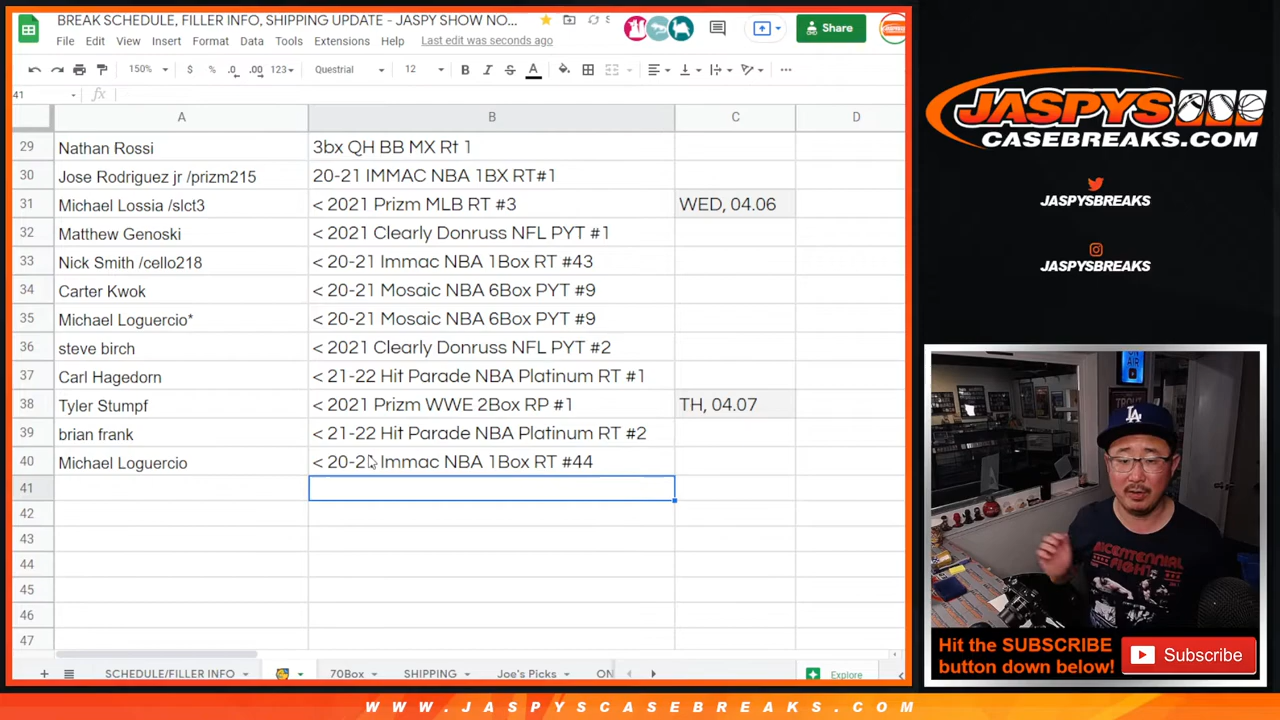 BREAK SCHEDULE, FILLER INFO, SHIPPING UPDATE - JASPY SHOW NO...
File Edit View Insert Format Data Tools Extensions Help Last edit was seconds ago
Share
150% $ % .0 .00 123 Questrial 12 B I S A
41 fx
A B C D
29 Nathan Rossi 3bx QH BB MX Rt 1
30 Jose Rodriguez jr /prizm215 20-21 IMMAC NBA 1BX RT#1
31 Michael Lossia /slct3 < 2021 Prizm MLB RT #3 WED, 04.06
32 Matthew Genoski < 2021 Clearly Donruss NFL PYT #1
33 Nick Smith /cello218 < 20-21 Immac NBA 1Box RT #43
34 Carter Kwok < 20-21 Mosaic NBA 6Box PYT #9
35 Michael Loguercio* < 20-21 Mosaic NBA 6Box PYT #9
36 steve birch < 2021 Clearly Donruss NFL PYT #2
37 Carl Hagedorn < 21-22 Hit Parade NBA Platinum RT #1
38 Tyler Stumpf < 2021 Prizm WWE 2Box RP #1 TH, 04.07
39 brian frank < 21-22 Hit Parade NBA Platinum RT #2
40 Michael Loguercio < 20-21 Immac NBA 1Box RT #44
41
42
43
44
45
46
47
SCHEDULE/FILLER INFO 70Box SHIPPING Joe's Picks ON Explore
JASPYS
CASEBREAKS.COM
JASPYSBREAKS
JASPYSBREAKS
ON AIR
TROUT
LA
BICENTENNIAL
FIGHT
Hit the SUBSCRIBE
button down below!
Subscribe
WWW.JASPYSCASEBREAKS.COM